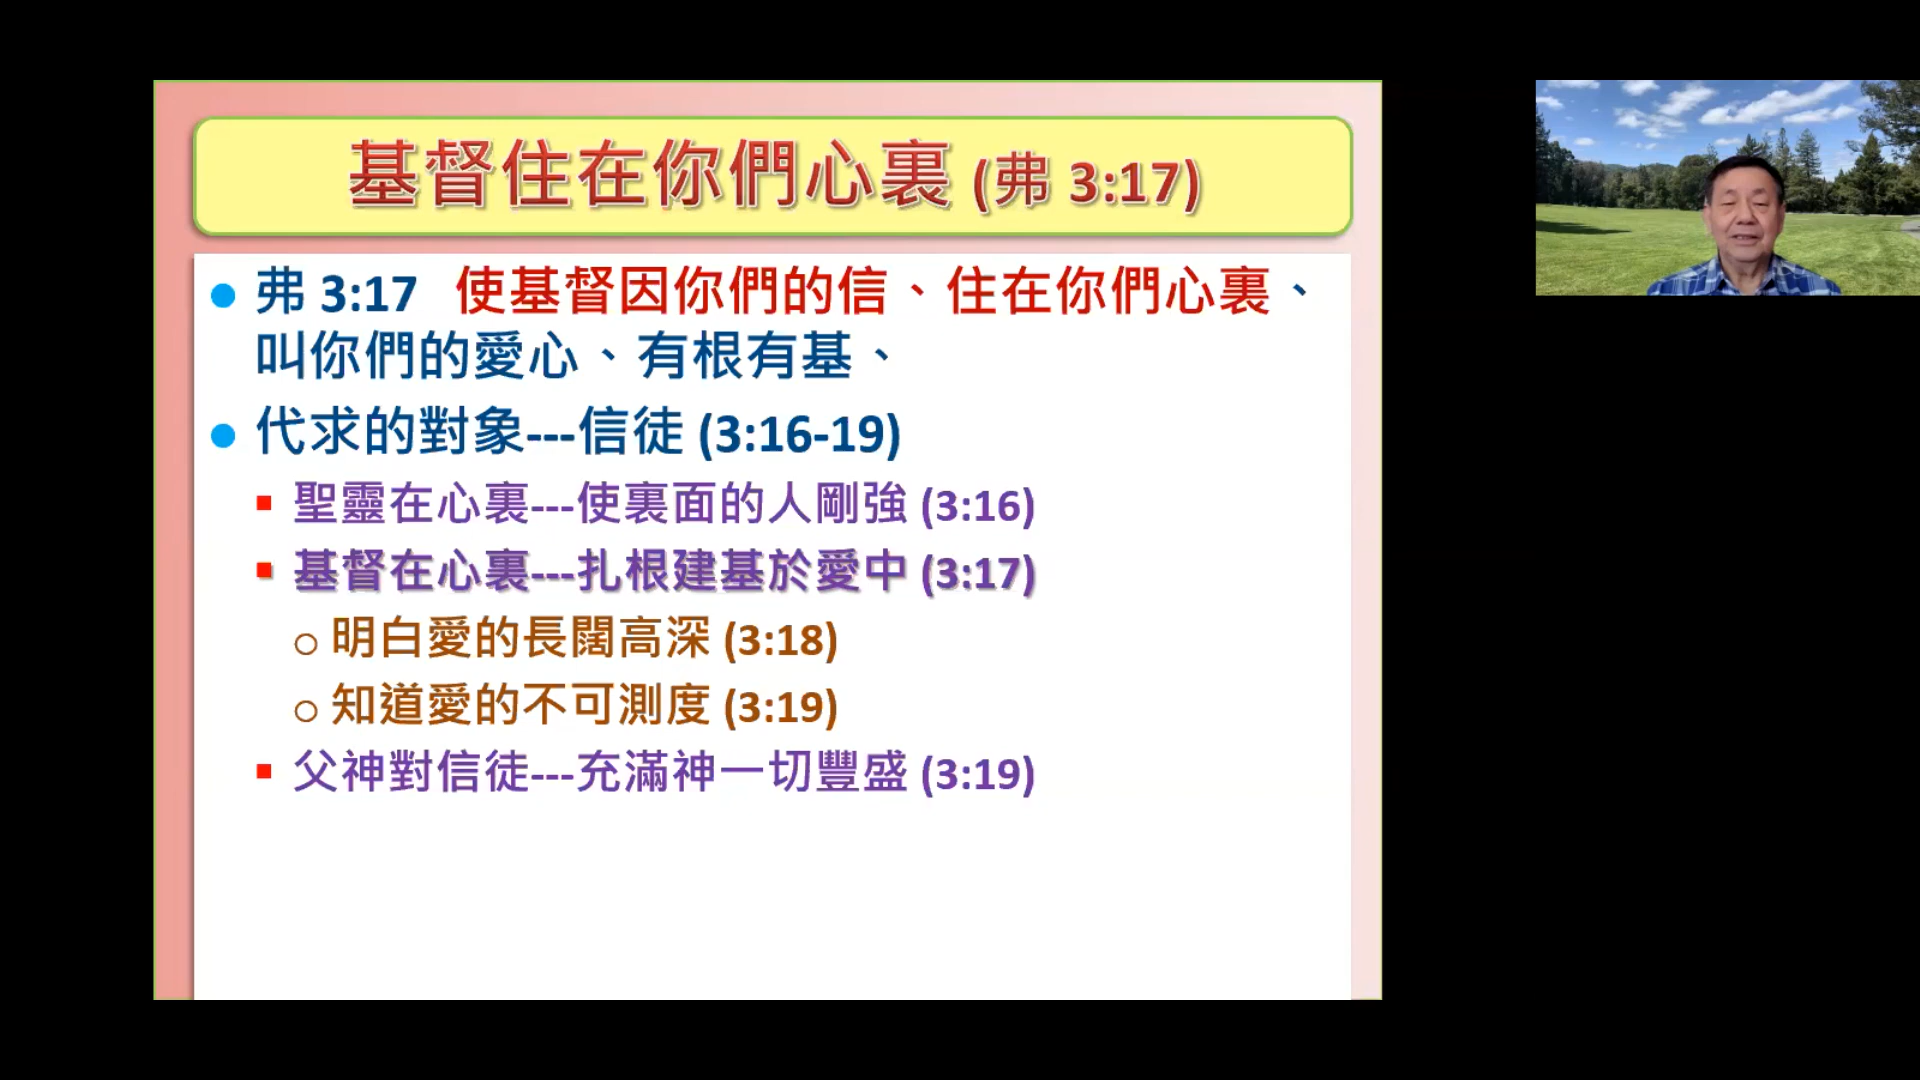 基督住在你們心裏 (弗 3:17)
弗 3:17 使基督因你們的信、住在你們心裏、
叫你們的愛心、有根有基、
代求的對象---信徒 (3:16-19)
聖靈在心裏---使裏面的人剛強 (3:16)
基督在心裏---扎根建基於愛中 (3:17)
明白愛的長闊高深 (3:18)
知道愛的不可測度 (3:19)
父神對信徒---充滿神一切豐盛 (3:19)